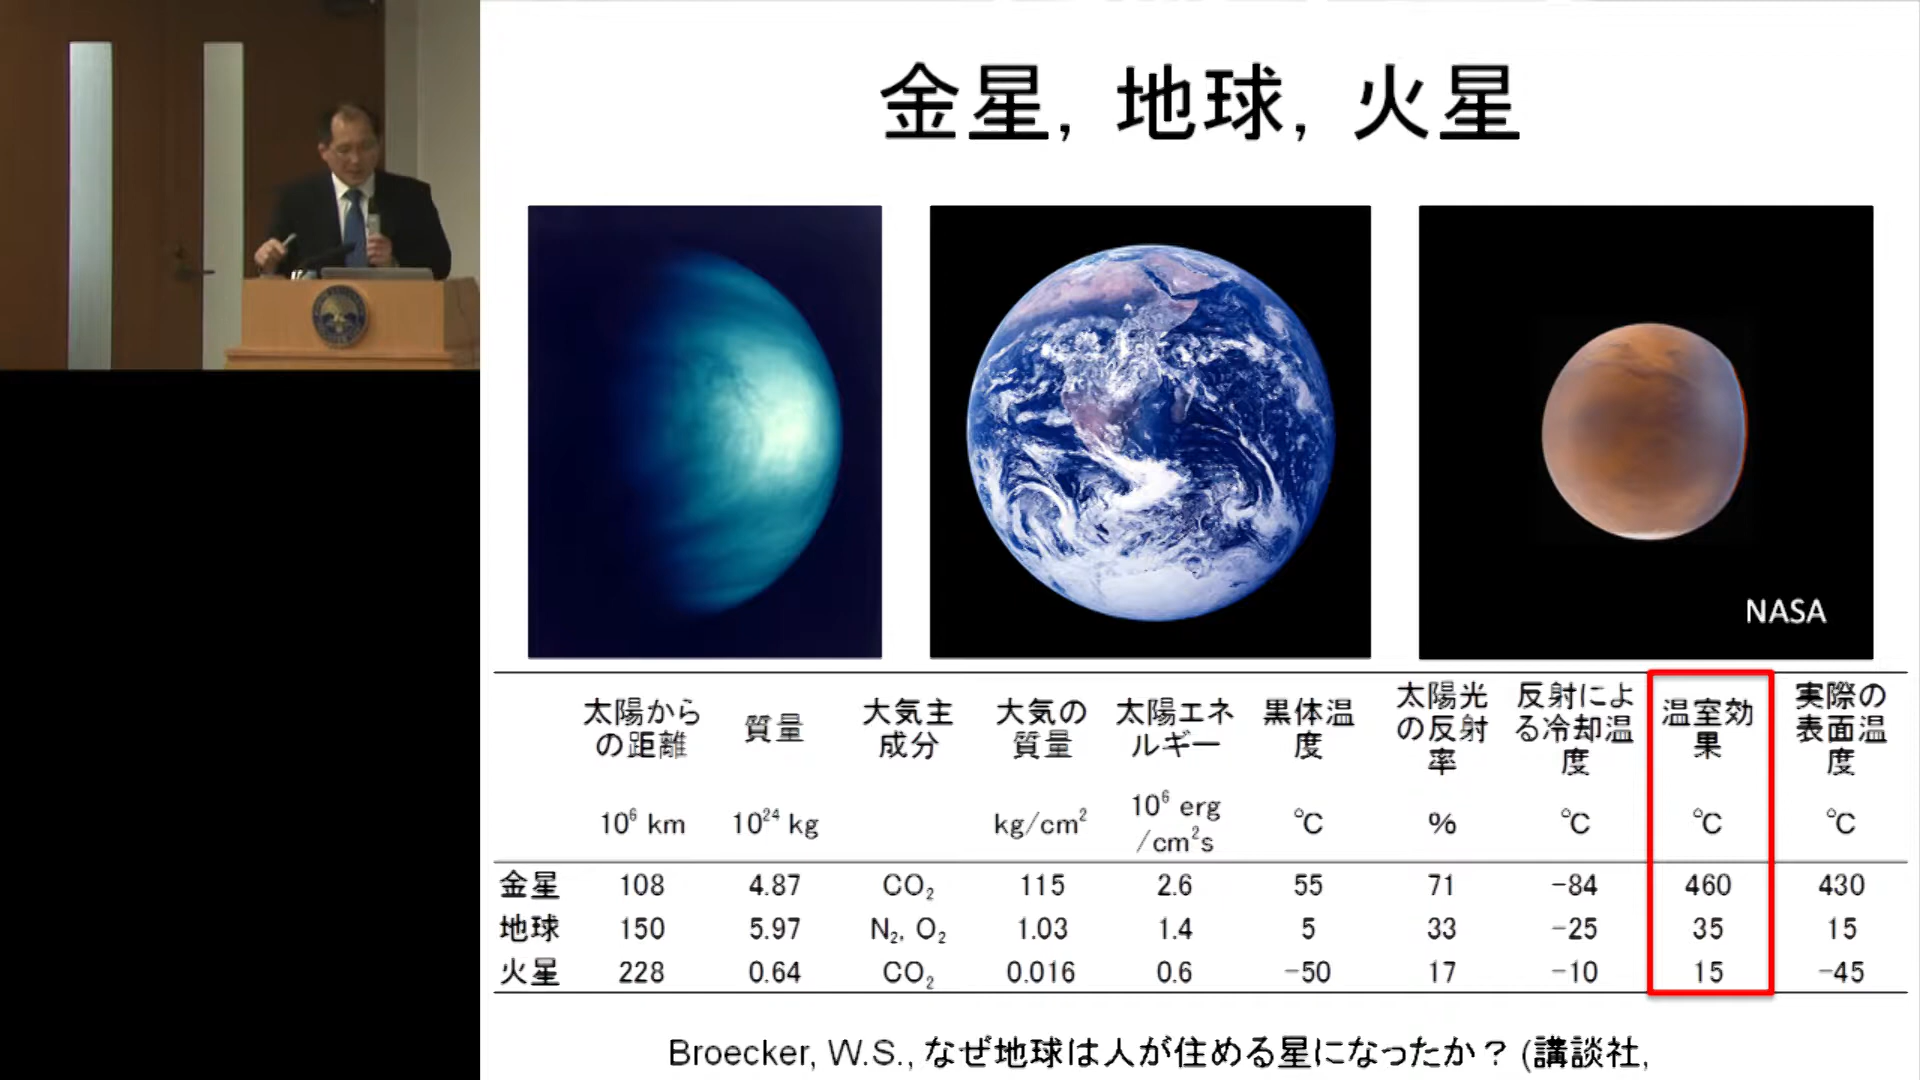 金星, 地球, 火星
NASA
太陽からの距離 質量 大気主成分 大気の質量 太陽エネルギー 黒体温度 太陽光の反射率 反射による冷却温度 温室効果 実際の表面温度
10⁶ km 10²⁴ kg kg/cm² 10⁶ erg/cm²s ℃ % ℃ ℃ ℃
金星 108 4.87 CO₂ 115 2.6 55 71 -84 460 430
地球 150 5.97 N₂, O₂ 1.03 1.4 5 33 -25 35 15
火星 228 0.64 CO₂ 0.016 0.6 -50 17 -10 15 -45
Broecker, W.S., なぜ地球は人が住める星になったか？ (講談社,